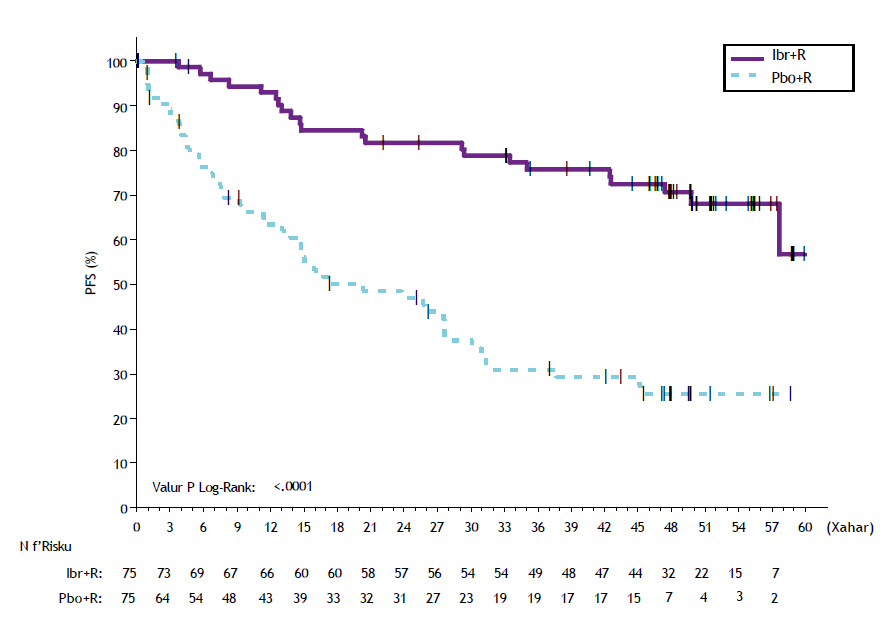 Ibr+R
Pbo+R
PFS (%)
100
90
80
70
60
50
40
30
20
10
0
Valur P Log-Rank: <.0001
0 3 6 9 12 15 18 21 24 27 30 33 36 39 42 45 48 51 54 57 60 (Xahar)
N f'Risku
Ibr+R: 75 73 69 67 66 60 60 58 57 56 54 54 49 48 47 44 32 22 15 7
Pbo+R: 75 64 54 48 43 39 33 32 31 27 23 19 19 17 17 15 7 4 3 2